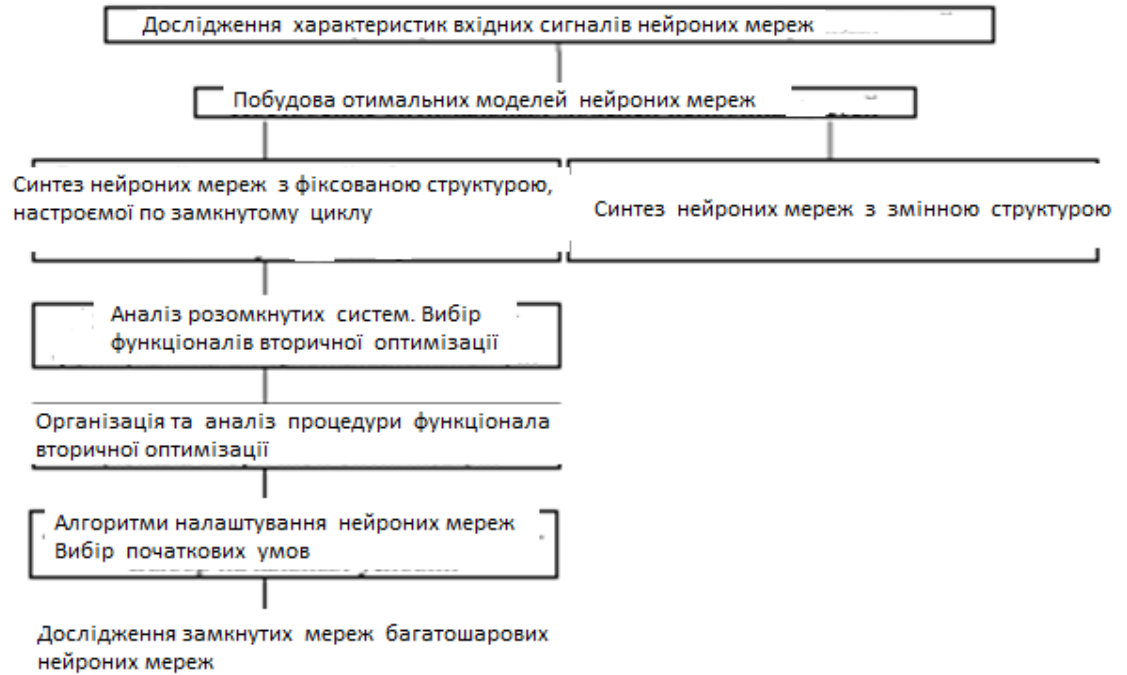 Дослідження характеристик вхідних сигналів нейроних мереж
Побудова отимальних моделей нейроних мереж
Синтез нейроних мереж з фіксованою структурою,
настроємої по замкнутому циклу
Синтез нейроних мереж з змінною структурою
Аналіз розомкнутих систем. Вибір
функціоналів вторичної оптимізації
Організація та аналіз процедури функціонала
вторичної оптимізації
Алгоритми налаштування нейроних мереж
Вибір початкових умов
Дослідження замкнутих мереж багатошарових
нейроних мереж